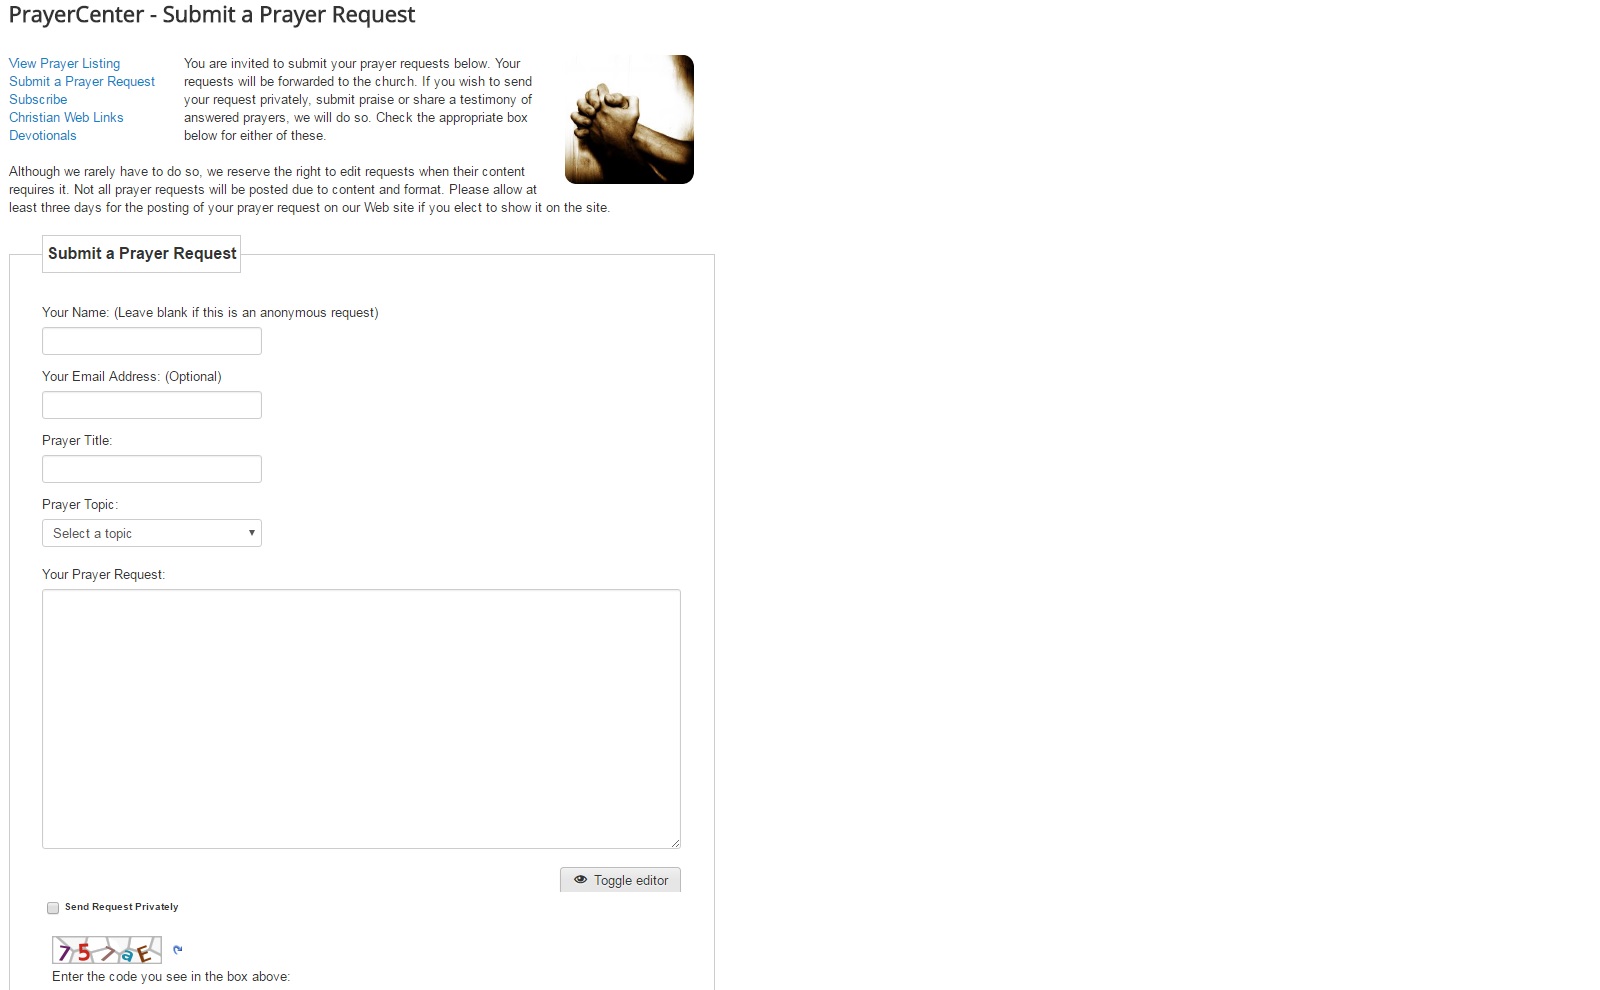 PrayerCenter - Submit a Prayer Request
View Prayer Listing
Submit a Prayer Request
Subscribe
Christian Web Links
Devotionals
You are invited to submit your prayer requests below. Your
requests will be forwarded to the church. If you wish to send
your request privately, submit praise or share a testimony of
answered prayers, we will do so. Check the appropriate box
below for either of these.
Although we rarely have to do so, we reserve the right to edit requests when their content
requires it. Not all prayer requests will be posted due to content and format. Please allow at
least three days for the posting of your prayer request on our Web site if you elect to show it on the site.
Submit a Prayer Request
Your Name: (Leave blank if this is an anonymous request)
Your Email Address: (Optional)
Prayer Title:
Prayer Topic:
Select a topic
Your Prayer Request:
Toggle editor
Send Request Privately
757aE
Enter the code you see in the box above: